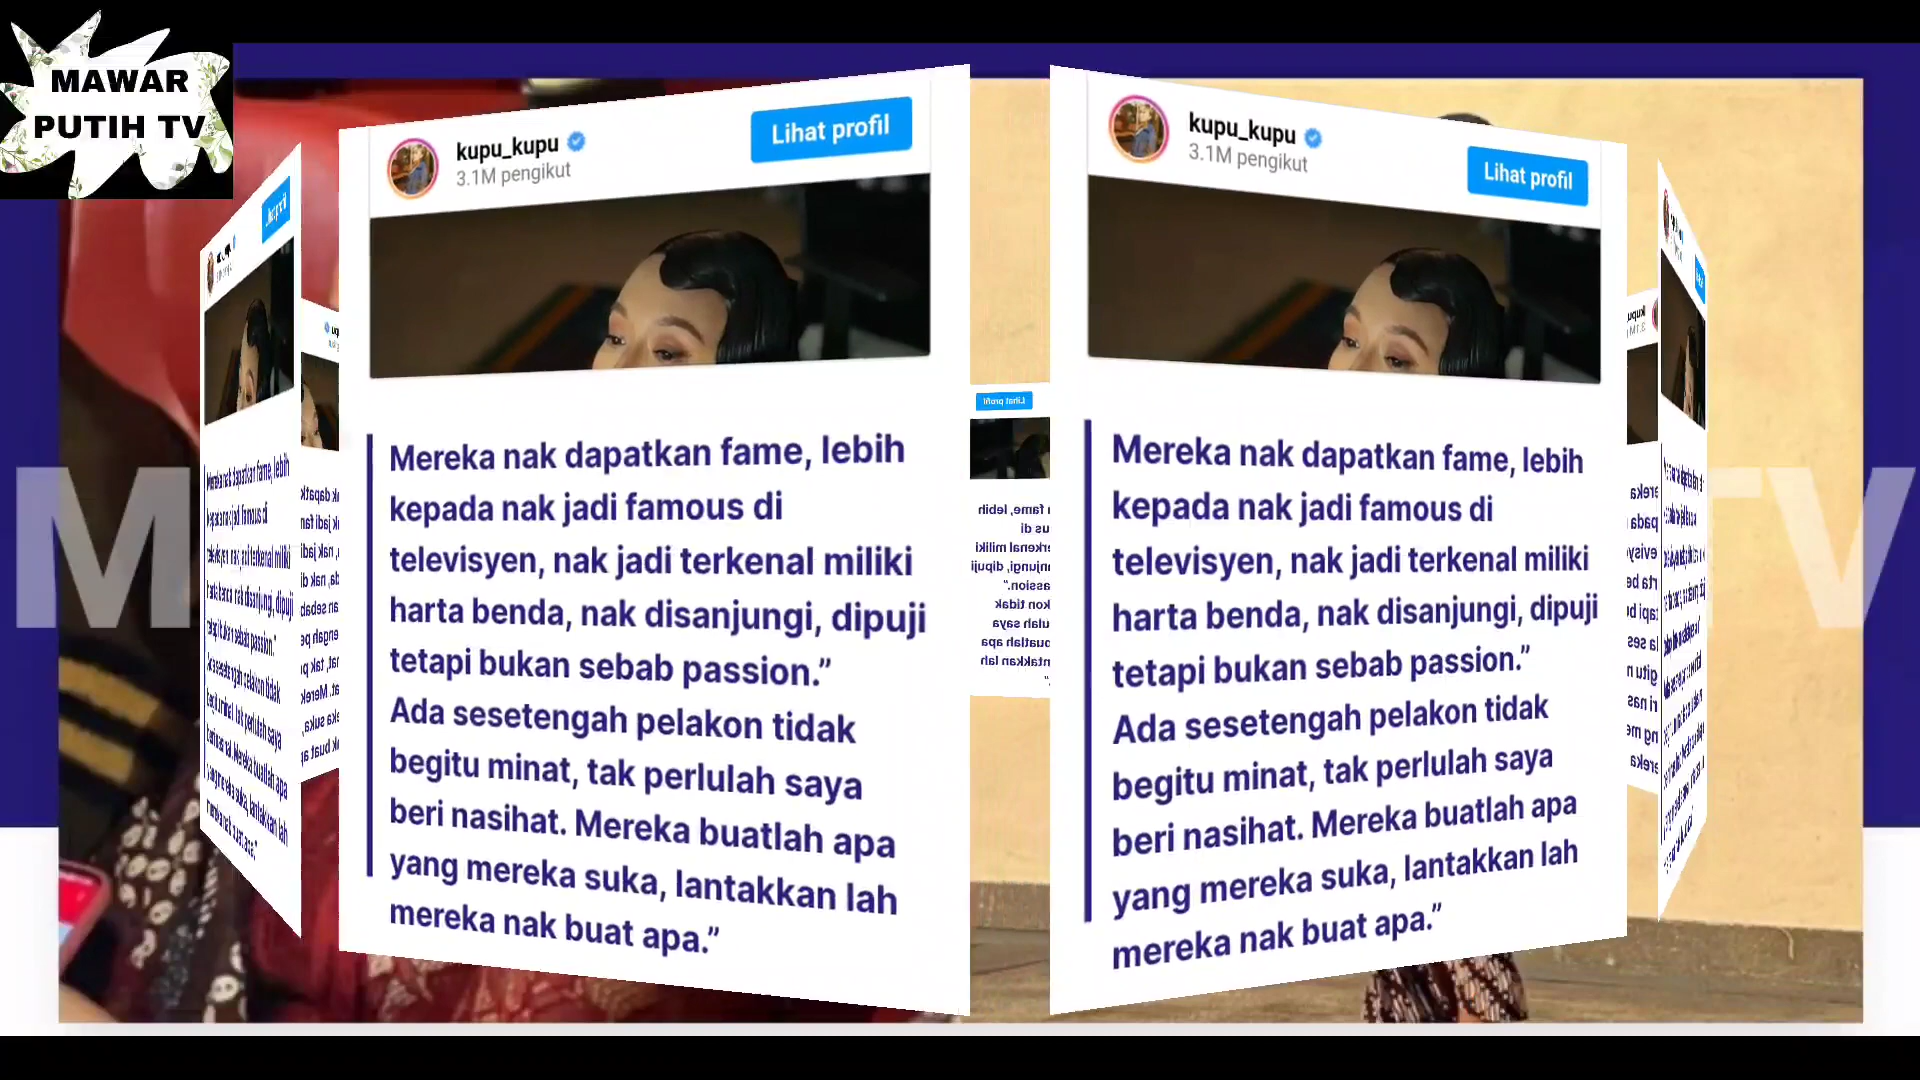 MAWAR
PUTIH TV
kupu_kupu
3.1M pengikut
Lihat profil
Mereka nak dapatkan fame, lebih
kepada nak jadi famous di
televisyen, nak jadi terkenal miliki
harta benda, nak disanjungi, dipuji
tetapi bukan sebab passion.”
Ada sesetengah pelakon tidak
begitu minat, tak perlulah saya
beri nasihat. Mereka buatlah apa
yang mereka suka, lantakkan lah
mereka nak buat apa.”
kupu_kupu
3.1M pengikut
Lihat profil
Mereka nak dapatkan fame, lebih
kepada nak jadi famous di
televisyen, nak jadi terkenal miliki
harta benda, nak disanjungi, dipuji
tetapi bukan sebab passion.”
Ada sesetengah pelakon tidak
begitu minat, tak perlulah saya
beri nasihat. Mereka buatlah apa
yang mereka suka, lantakkan lah
mereka nak buat apa.”
M
TV